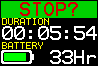 STOP?
DURATION
00:05:54
BATTERY
33Hr